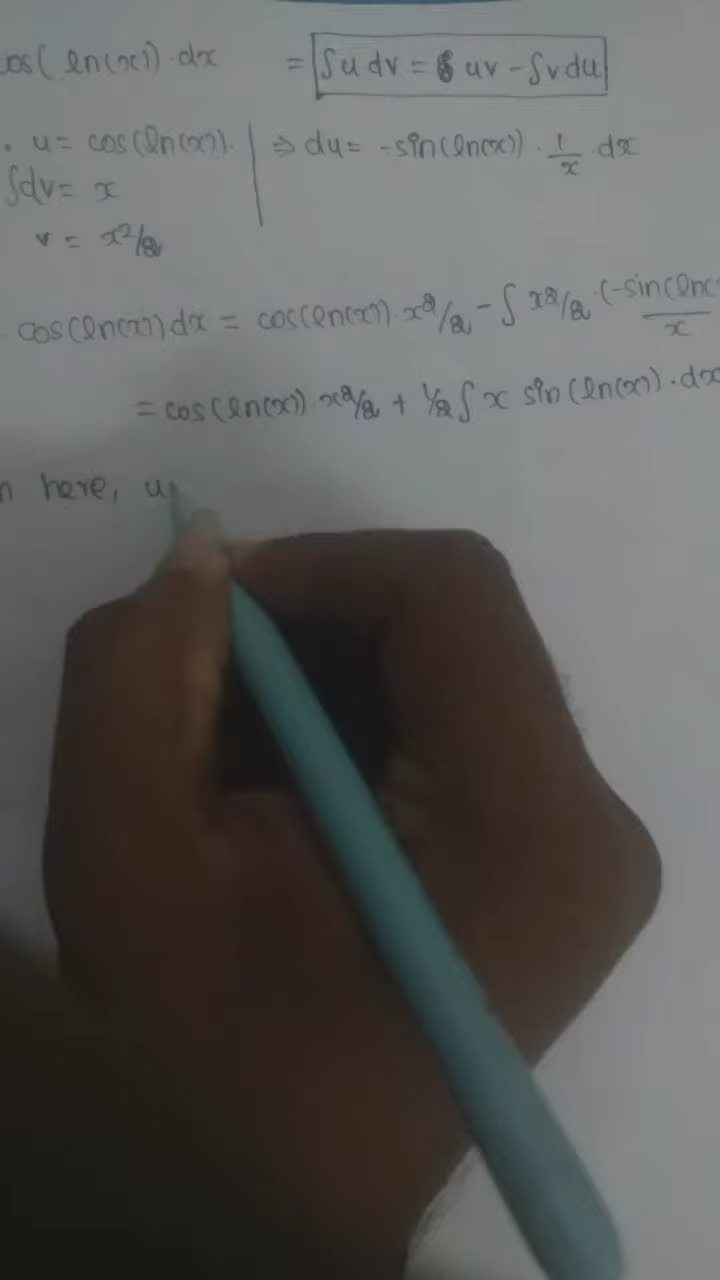 os(ln(x))·dx = ∫u dv = uv - ∫v du
. u = cos(ln(x)). ⇒ du = -sin(ln(x))·1/x·dx
∫dv = x
v = x²/2
cos(ln(x))dx = cos(ln(x))·x²/2 - ∫x²/2·(-sin(ln(x
x
= cos(ln(x))·x²/2 + 1/2∫x sin(ln(x))·dx
n here, u